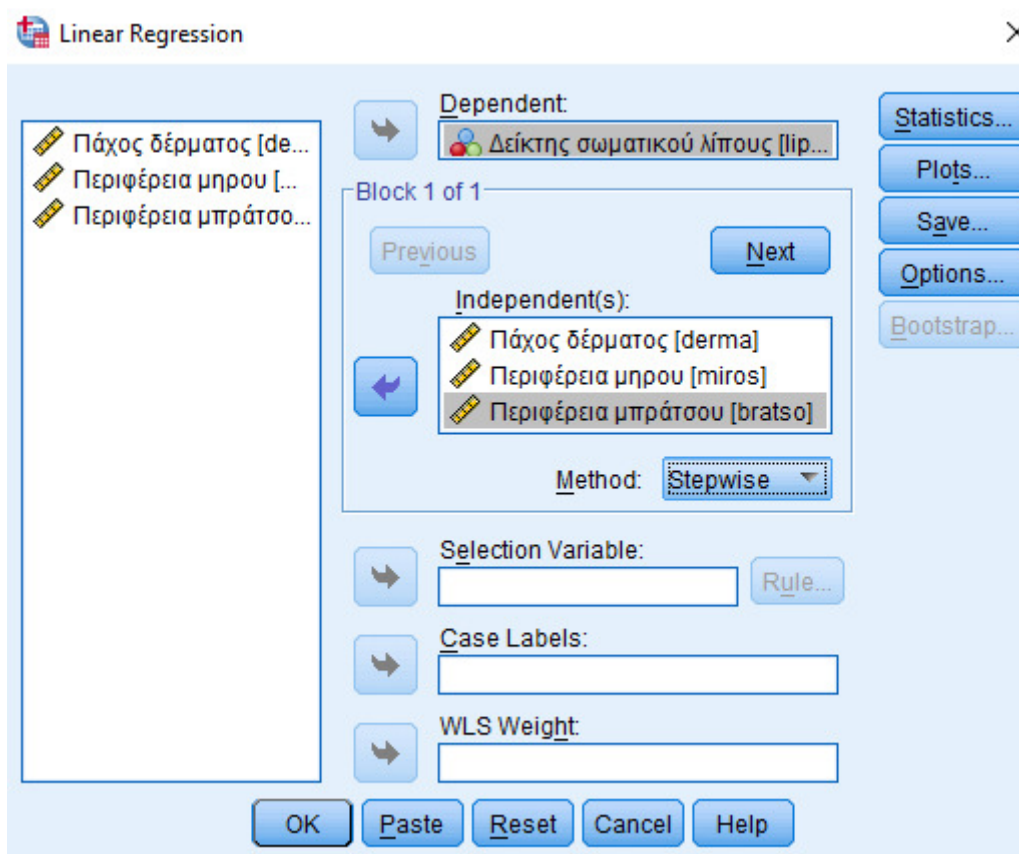 Linear Regression
Πάχος δέρματος [de...
Περιφέρεια μηρου [...
Περιφέρεια μπράτσο...
Dependent:
Δείκτης σωματικού λίπους [lip...
Block 1 of 1
Previous
Next
Independent(s):
Πάχος δέρματος [derma]
Περιφέρεια μηρου [miros]
Περιφέρεια μπράτσου [bratso]
Method:
Stepwise
Selection Variable:
Rule...
Case Labels:
WLS Weight:
Statistics...
Plots...
Save...
Options...
Bootstrap...
OK
Paste
Reset
Cancel
Help